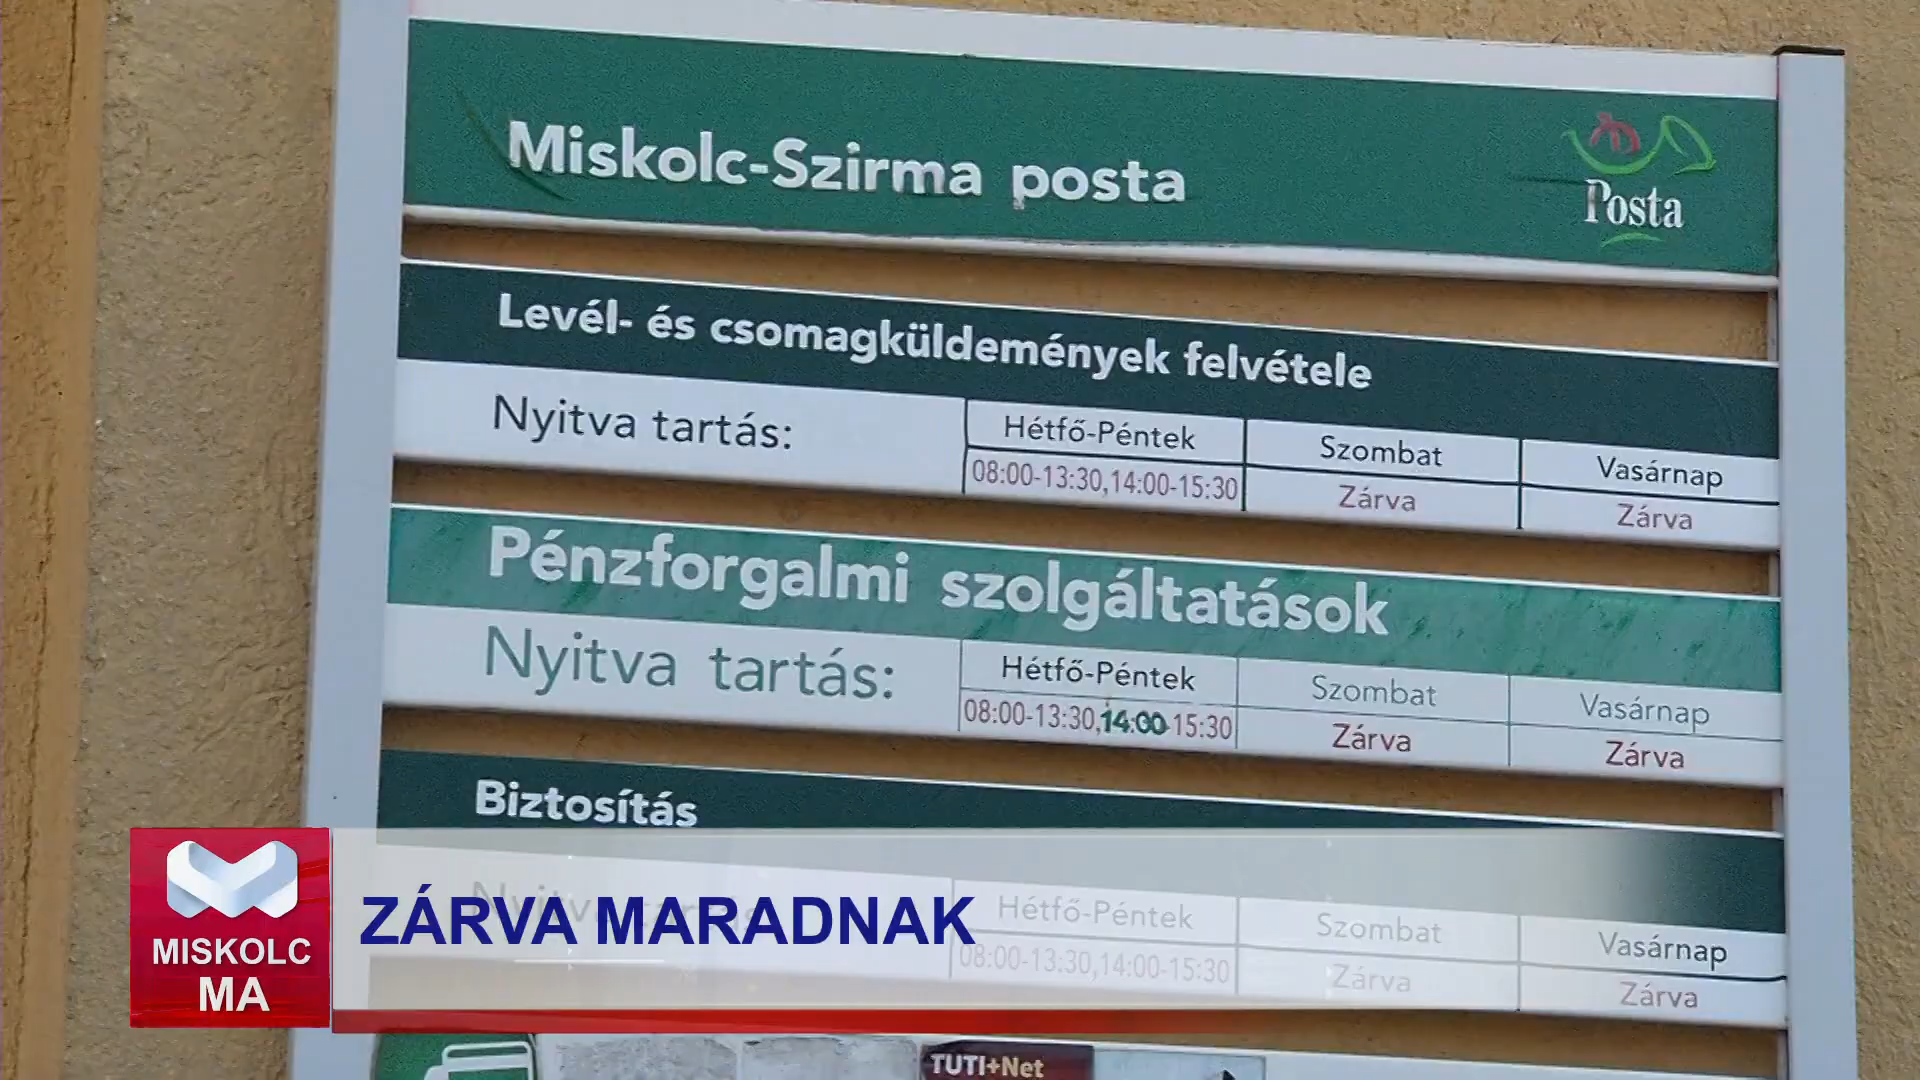 Miskolc-Szirma posta
Posta
Levél- és csomagküldemények felvétele
Nyitva tartás:
Hétfő-Péntek
Szombat
Vasárnap
08:00-13:30,14:00-15:30
Zárva
Zárva
Pénzforgalmi szolgáltatások
Nyitva tartás:
Hétfő-Péntek
Szombat
Vasárnap
08:00-13:30,14:00-15:30
Zárva
Zárva
Biztosítás
Nyitva tartás
Hétfő-Péntek
Szombat
Vasárnap
08:00-13:30,14:00-15:30
Zárva
Zárva
MISKOLC
MA
ZÁRVA MARADNAK
TUTI+Net